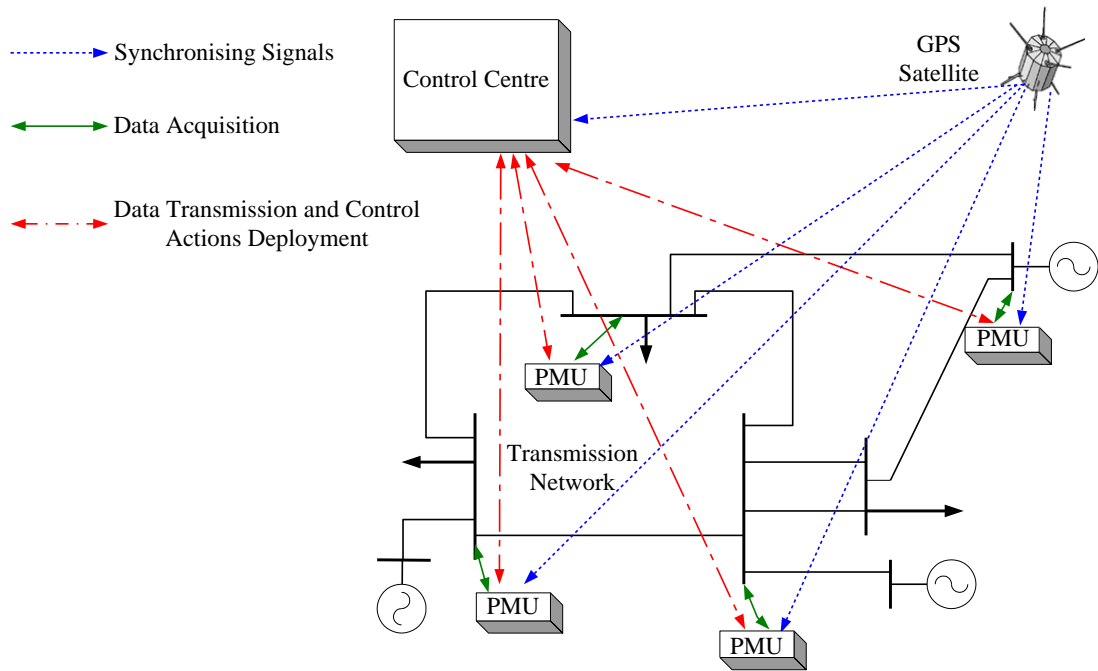 Synchronising Signals
Data Acquisition
Data Transmission and Control
Actions Deployment
Control Centre
GPS
Satellite
PMU
PMU
Transmission
Network
PMU
PMU